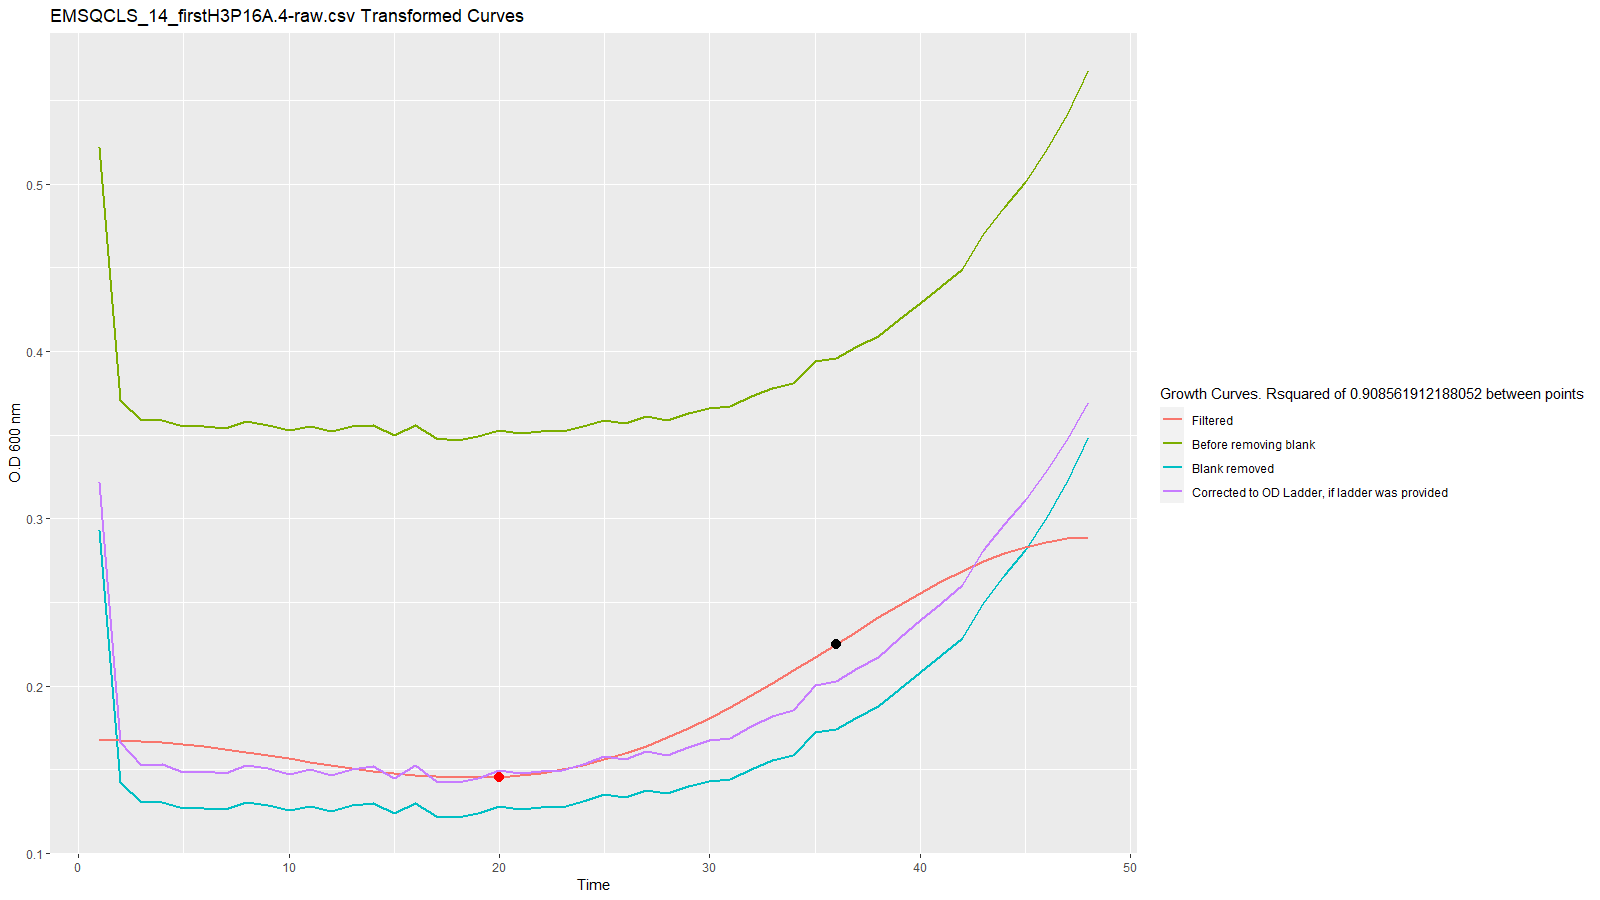 EMSQCLS_14_firstH3P16A.4-raw.csv Transformed Curves
O.D 600 nm
0.5
0.4
0.3
0.2
0.1
0 10 20 30 40 50
Time
Growth Curves. Rsquared of 0.908561912188052 between points
Filtered
Before removing blank
Blank removed
Corrected to OD Ladder, if ladder was provided